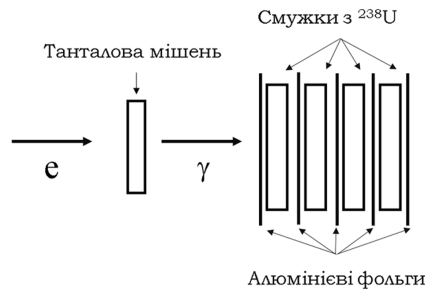 Смужки з ²³⁸U
Танталова мішень
e
γ
Алюмінієві фольги